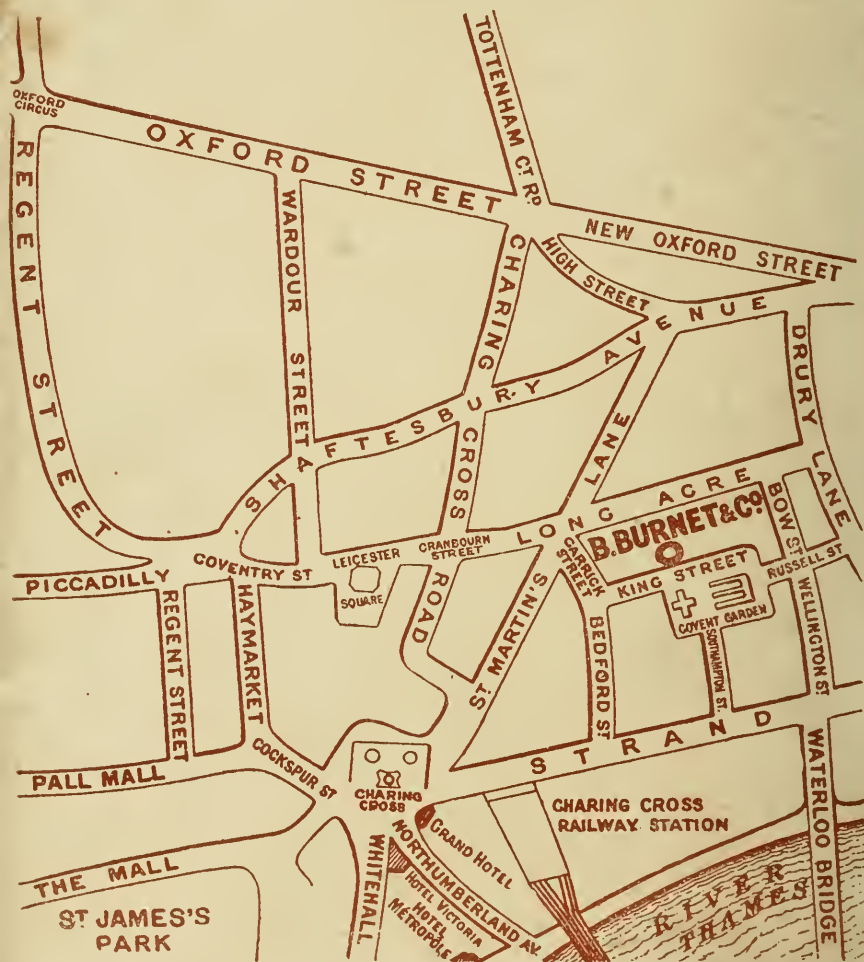 TOTTENHAM CT. RD
OXFORD
CIRCUS
OXFORD STREET
NEW OXFORD STREET
REGENT STREET
WARDOUR STREET
CHARING CROSS ROAD
HIGH STREET
SHAFTESBURY AVENUE
DRURY LANE
LONG ACRE
B. BURNET & CO.
BOW ST
GARRICK
STREET
KING STREET
RUSSELL ST
COVENT GARDEN
CRANBOURN
STREET
LEICESTER
SQUARE
COVENTRY ST
PICCADILLY
REGENT STREET
HAYMARKET
ST MARTIN'S LANE
BEDFORD ST
SOUTHAMPTON ST.
WELLINGTON ST.
STRAND
COCKSPUR ST
PALL MALL
CHARING
CROSS
CHARING CROSS
RAILWAY STATION
GRAND HOTEL
NORTHUMBERLAND AV.
HOTEL VICTORIA
HOTEL
METROPOLE
WHITEHALL
THE MALL
ST JAMES'S
PARK
RIVER
THAMES
WATERLOO BRIDGE